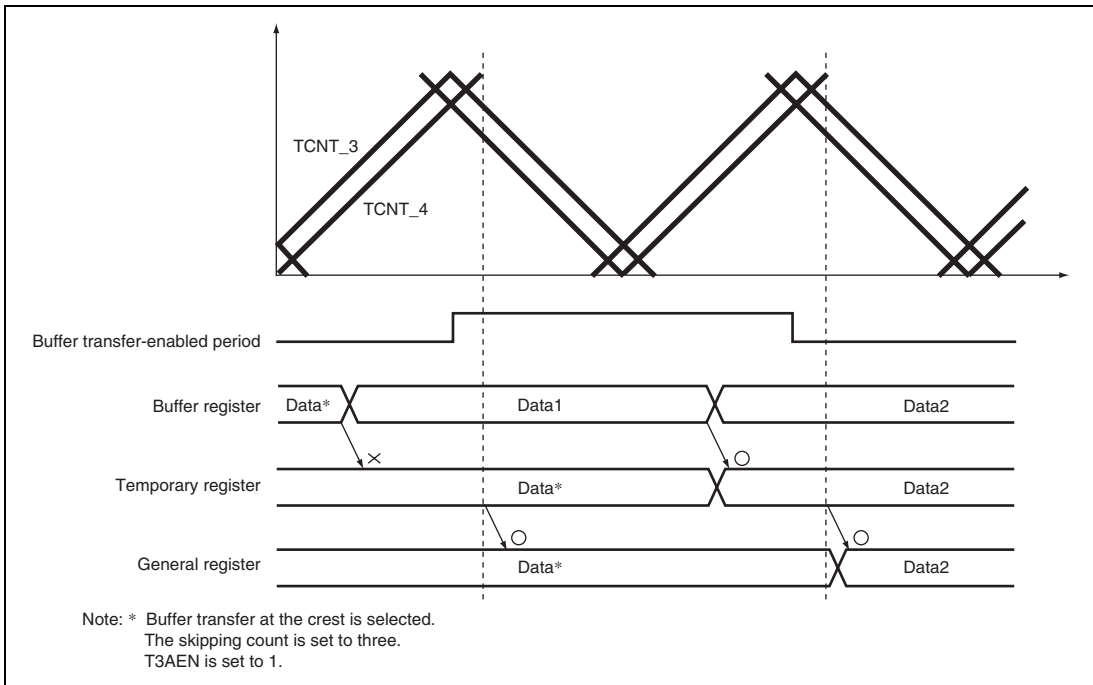 TCNT_3
TCNT_4
Buffer transfer-enabled period
Buffer register
Data*
Data1
Data2
Temporary register
Data*
Data2
General register
Data*
Data2
Note: * Buffer transfer at the crest is selected.
The skipping count is set to three.
T3AEN is set to 1.